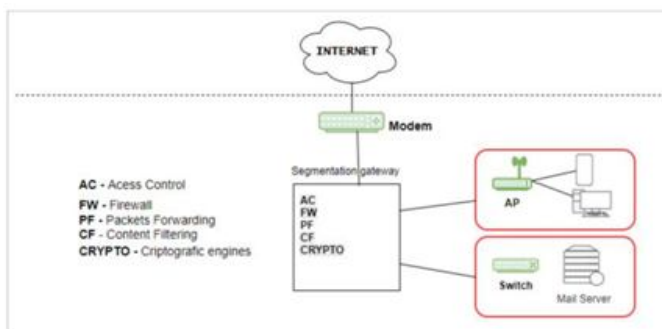 INTERNET
Modem
Segmentation gateway
AC - Acess Control
FW - Firewall
PF - Packets Forwarding
CF - Content Filtering
CRYPTO - Criptografic engines
AC
FW
PF
CF
CRYPTO
AP
Switch
Mail Server